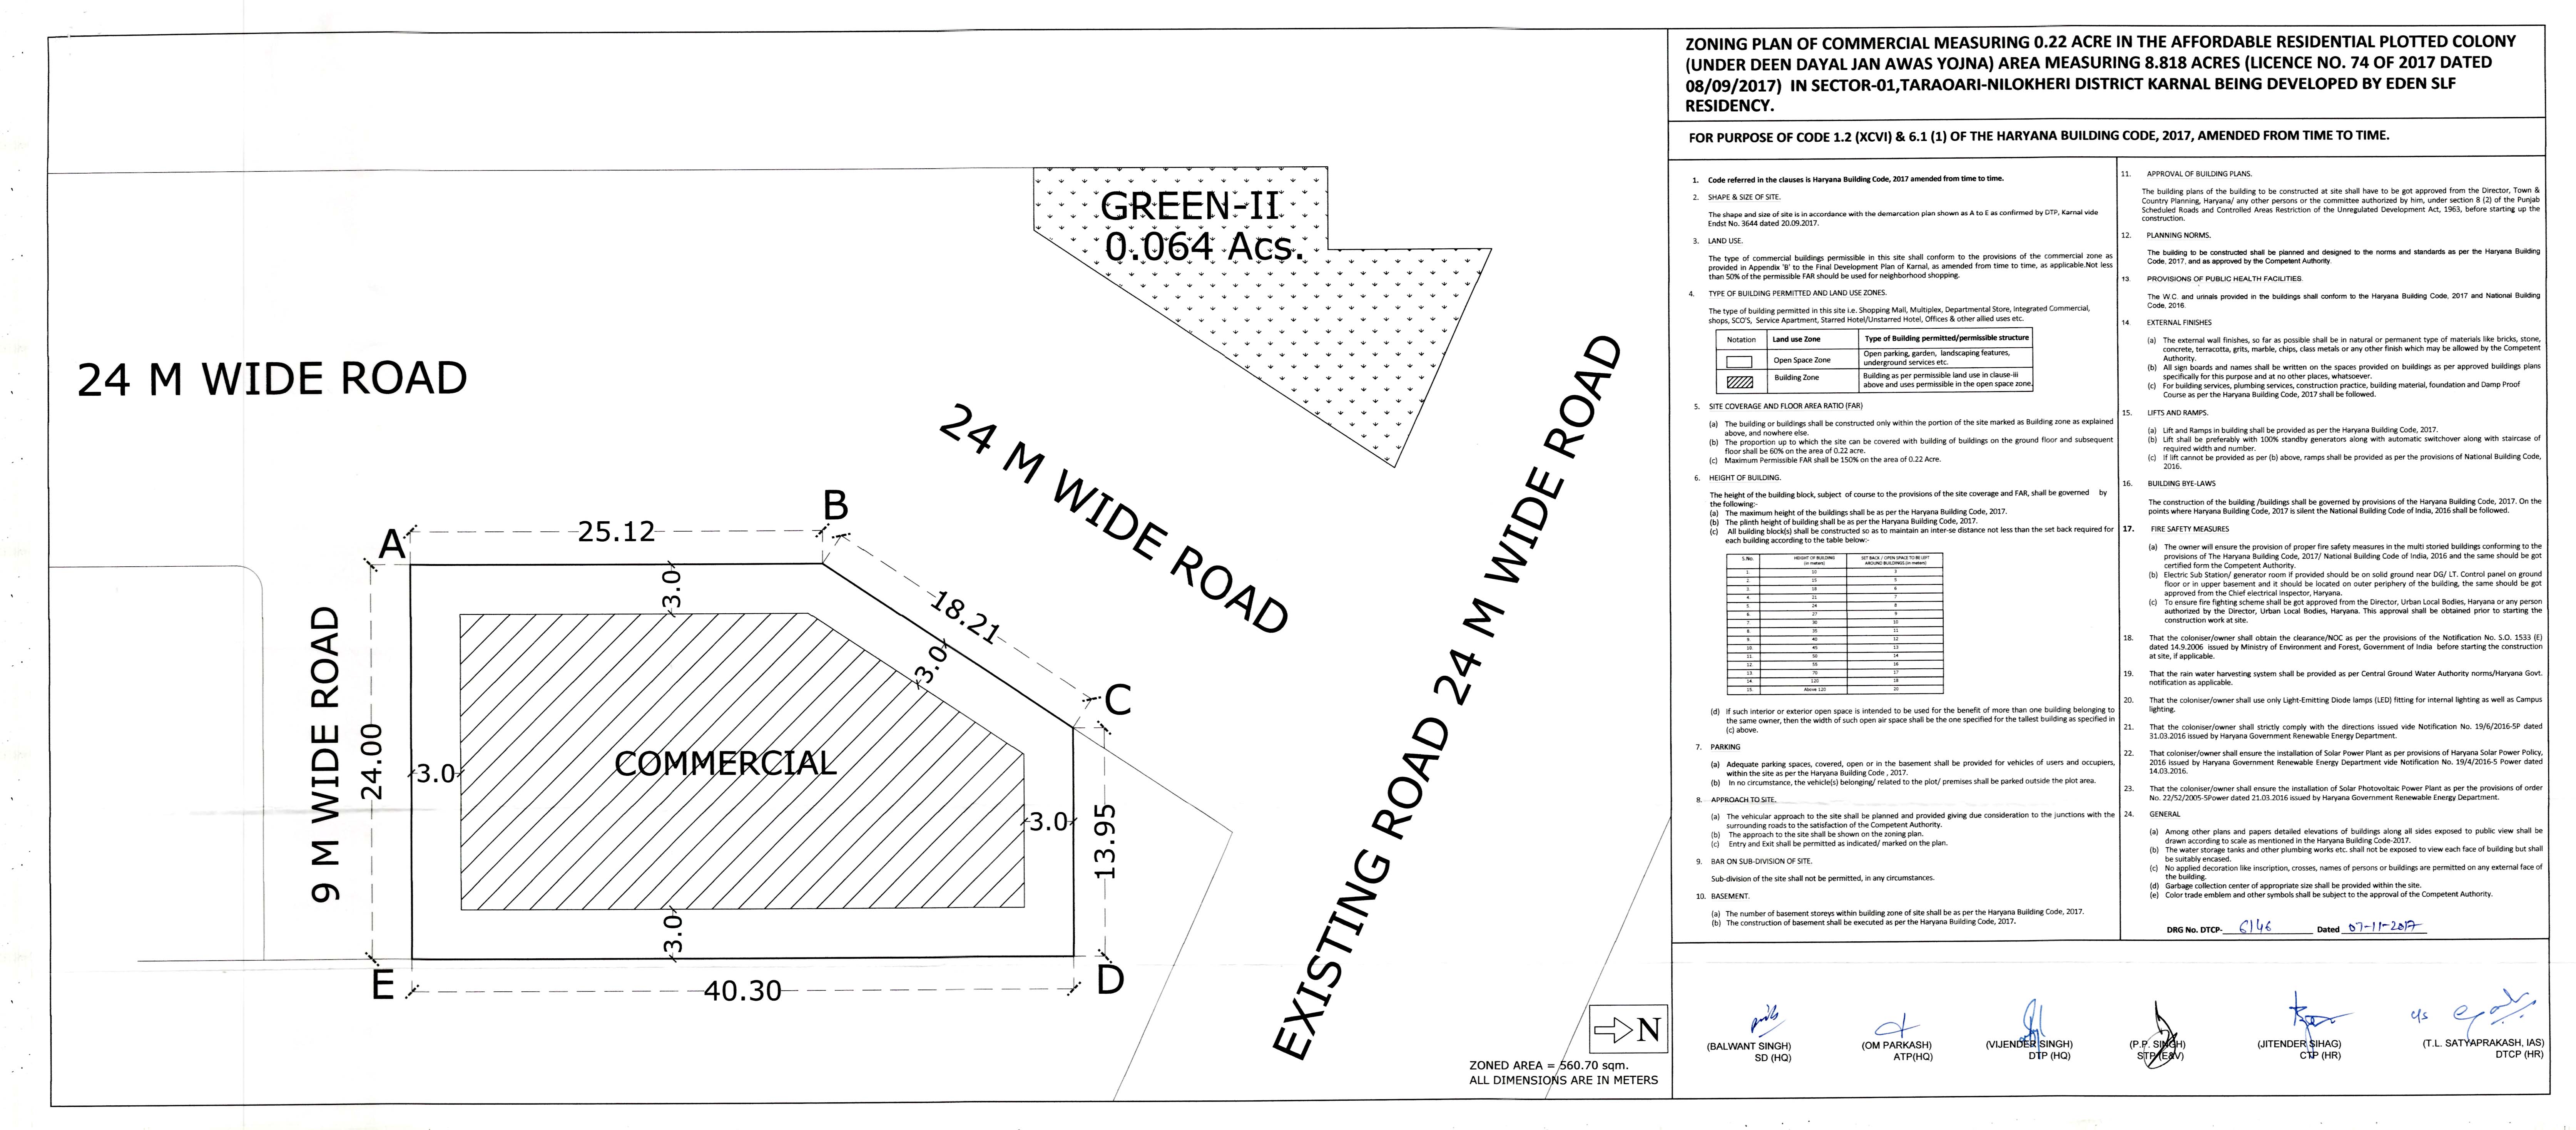 ZONING PLAN OF COMMERCIAL MEASURING 0.22 ACRE IN THE AFFORDABLE RESIDENTIAL PLOTTED COLONY
(UNDER DEEN DAYAL JAN AWAS YOJNA) AREA MEASURING 8.818 ACRES (LICENCE NO. 74 OF 2017 DATED
08/09/2017) IN SECTOR-01,TARAOARI-NILOKHERI DISTRICT KARNAL BEING DEVELOPED BY EDEN SLF
RESIDENCY.
FOR PURPOSE OF CODE 1.2 (XCVI) & 6.1 (1) OF THE HARYANA BUILDING CODE, 2017, AMENDED FROM TIME TO TIME.
GREEN-II
0.064 Acs.
24 M WIDE ROAD
24 M WIDE ROAD
EXISTING ROAD 24 M WIDE ROAD
9 M WIDE ROAD
A
B
C
D
E
25.12
18.21
13.95
40.30
24.00
3.0
3.0
3.0
3.0
3.0
COMMERCIAL
N
ZONED AREA = 560.70 sqm.
ALL DIMENSIONS ARE IN METERS
1. Code referred in the clauses is Haryana Building Code, 2017 amended from time to time.
2. SHAPE & SIZE OF SITE.
The shape and size of site is in accordance with the demarcation plan shown as A to E as confirmed by DTP, Karnal vide
Endst No. 3644 dated 20.09.2017.
3. LAND USE.
The type of commercial buildings permissible in this site shall conform to the provisions of the commercial zone as
provided in Appendix 'B' to the Final Development Plan of Karnal, as amended from time to time, as applicable.Not less
than 50% of the permissible FAR should be used for neighborhood shopping.
4. TYPE OF BUILDING PERMITTED AND LAND USE ZONES.
The type of building permitted in this site i.e. Shopping Mall, Multiplex, Departmental Store, Integrated Commercial,
shops, SCO'S, Service Apartment, Starred Hotel/Unstarred Hotel, Offices & other allied uses etc.
Notation Land use Zone Type of Building permitted/permissible structure
Open Space Zone Open parking, garden, landscaping features,
underground services etc.
Building Zone Building as per permissible land use in clause-iii
above and uses permissible in the open space zone.
5. SITE COVERAGE AND FLOOR AREA RATIO (FAR)
(a) The building or buildings shall be constructed only within the portion of the site marked as Building zone as explained
above, and nowhere else.
(b) The proportion up to which the site can be covered with building of buildings on the ground floor and subsequent
floor shall be 60% on the area of 0.22 acre.
(c) Maximum Permissible FAR shall be 150% on the area of 0.22 Acre.
6. HEIGHT OF BUILDING.
The height of the building block, subject of course to the provisions of the site coverage and FAR, shall be governed by
the following:-
(a) The maximum height of the buildings shall be as per the Haryana Building Code, 2017.
(b) The plinth height of building shall be as per the Haryana Building Code, 2017.
(c) All building block(s) shall be constructed so as to maintain an inter-se distance not less than the set back required for
each building according to the table below:-
S.No. HEIGHT OF BUILDING (in meters) SET BACK / OPEN SPACE TO BE LEFT AROUND BUILDINGS.(in meters)
1. 10 3
2. 15 5
3. 18 6
4. 21 7
5. 24 8
6. 27 9
7. 30 10
8. 35 11
9. 40 12
10. 45 13
11. 50 14
12. 55 16
13. 70 17
14. 120 18
15. Above 120 20
(d) If such interior or exterior open space is intended to be used for the benefit of more than one building belonging to
the same owner, then the width of such open air space shall be the one specified for the tallest building as specified in
(c) above.
7. PARKING
(a) Adequate parking spaces, covered, open or in the basement shall be provided for vehicles of users and occupiers,
within the site as per the Haryana Building Code , 2017.
(b) In no circumstance, the vehicle(s) belonging/ related to the plot/ premises shall be parked outside the plot area.
8. APPROACH TO SITE.
(a) The vehicular approach to the site shall be planned and provided giving due consideration to the junctions with the
surrounding roads to the satisfaction of the Competent Authority.
(b) The approach to the site shall be shown on the zoning plan.
(c) Entry and Exit shall be permitted as indicated/ marked on the plan.
9. BAR ON SUB-DIVISION OF SITE.
Sub-division of the site shall not be permitted, in any circumstances.
10. BASEMENT.
(a) The number of basement storeys within building zone of site shall be as per the Haryana Building Code, 2017.
(b) The construction of basement shall be executed as per the Haryana Building Code, 2017.
11. APPROVAL OF BUILDING PLANS.
The building plans of the building to be constructed at site shall have to be got approved from the Director, Town &
Country Planning, Haryana/ any other persons or the committee authorized by him, under section 8 (2) of the Punjab
Scheduled Roads and Controlled Areas Restriction of the Unregulated Development Act, 1963, before starting up the
construction.
12. PLANNING NORMS.
The building to be constructed shall be planned and designed to the norms and standards as per the Haryana Building
Code, 2017, and as approved by the Competent Authority.
13. PROVISIONS OF PUBLIC HEALTH FACILITIES.
The W.C. and urinals provided in the buildings shall conform to the Haryana Building Code, 2017 and National Building
Code, 2016.
14. EXTERNAL FINISHES
(a) The external wall finishes, so far as possible shall be in natural or permanent type of materials like bricks, stone,
concrete, terracotta, grits, marble, chips, class metals or any other finish which may be allowed by the Competent
Authority.
(b) All sign boards and names shall be written on the spaces provided on buildings as per approved buildings plans
specifically for this purpose and at no other places, whatsoever.
(c) For building services, plumbing services, construction practice, building material, foundation and Damp Proof
Course as per the Haryana Building Code, 2017 shall be followed.
15. LIFTS AND RAMPS.
(a) Lift and Ramps in building shall be provided as per the Haryana Building Code, 2017.
(b) Lift shall be preferably with 100% standby generators along with automatic switchover along with staircase of
required width and number.
(c) If lift cannot be provided as per (b) above, ramps shall be provided as per the provisions of National Building Code,
2016.
16. BUILDING BYE-LAWS
The construction of the building /buildings shall be governed by provisions of the Haryana Building Code, 2017. On the
points where Haryana Building Code, 2017 is silent the National Building Code of India, 2016 shall be followed.
17. FIRE SAFETY MEASURES
(a) The owner will ensure the provision of proper fire safety measures in the multi storied buildings conforming to the
provisions of The Haryana Building Code, 2017/ National Building Code of India, 2016 and the same should be got
certified form the Competent Authority.
(b) Electric Sub Station/ generator room if provided should be on solid ground near DG/ LT. Control panel on ground
floor or in upper basement and it should be located on outer periphery of the building, the same should be got
approved from the Chief electrical Inspector, Haryana.
(c) To ensure fire fighting scheme shall be got approved from the Director, Urban Local Bodies, Haryana or any person
authorized by the Director, Urban Local Bodies, Haryana. This approval shall be obtained prior to starting the
construction work at site.
18. That the coloniser/owner shall obtain the clearance/NOC as per the provisions of the Notification No. S.O. 1533 (E)
dated 14.9.2006 issued by Ministry of Environment and Forest, Government of India before starting the construction
at site, if applicable.
19. That the rain water harvesting system shall be provided as per Central Ground Water Authority norms/Haryana Govt.
notification as applicable.
20. That the coloniser/owner shall use only Light-Emitting Diode lamps (LED) fitting for internal lighting as well as Campus
lighting.
21. That the coloniser/owner shall strictly comply with the directions issued vide Notification No. 19/6/2016-5P dated
31.03.2016 issued by Haryana Government Renewable Energy Department.
22. That coloniser/owner shall ensure the installation of Solar Power Plant as per provisions of Haryana Solar Power Policy,
2016 issued by Haryana Government Renewable Energy Department vide Notification No. 19/4/2016-5 Power dated
14.03.2016.
23. That the coloniser/owner shall ensure the installation of Solar Photovoltaic Power Plant as per the provisions of order
No. 22/52/2005-5Power dated 21.03.2016 issued by Haryana Government Renewable Energy Department.
24. GENERAL
(a) Among other plans and papers detailed elevations of buildings along all sides exposed to public view shall be
drawn according to scale as mentioned in the Haryana Building Code-2017.
(b) The water storage tanks and other plumbing works etc. shall not be exposed to view each face of building but shall
be suitably encased.
(c) No applied decoration like inscription, crosses, names of persons or buildings are permitted on any external face of
the building.
(d) Garbage collection center of appropriate size shall be provided within the site.
(e) Color trade emblem and other symbols shall be subject to the approval of the Competent Authority.
DRG No. DTCP- 6146 Dated 07-11-2017
(BALWANT SINGH)
SD (HQ)
(OM PARKASH)
ATP(HQ)
(VIJENDER SINGH)
DTP (HQ)
(P.P. SINGH)
STP (E&V)
(JITENDER SIHAG)
CTP (HR)
(T.L. SATYAPRAKASH, IAS)
DTCP (HR)